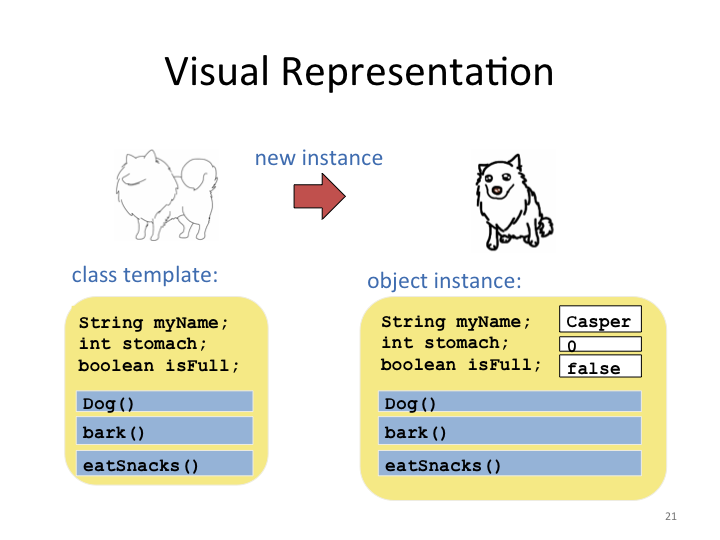 Visual Representation
new instance
class template:
String myName;
int stomach;
boolean isFull;
Dog()
bark()
eatSnacks()
object instance:
String myName; Casper
int stomach; 0
boolean isFull; false
Dog()
bark()
eatSnacks()
21